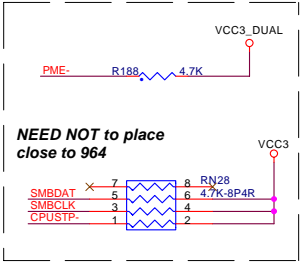 VCC3_DUAL
PME- R188 4.7K
NEED NOT to place
close to 964
VCC3
7 8 RN28
SMBDAT 5 6 4.7K-8P4R
SMBCLK 3 4
CPUSTP- 1 2